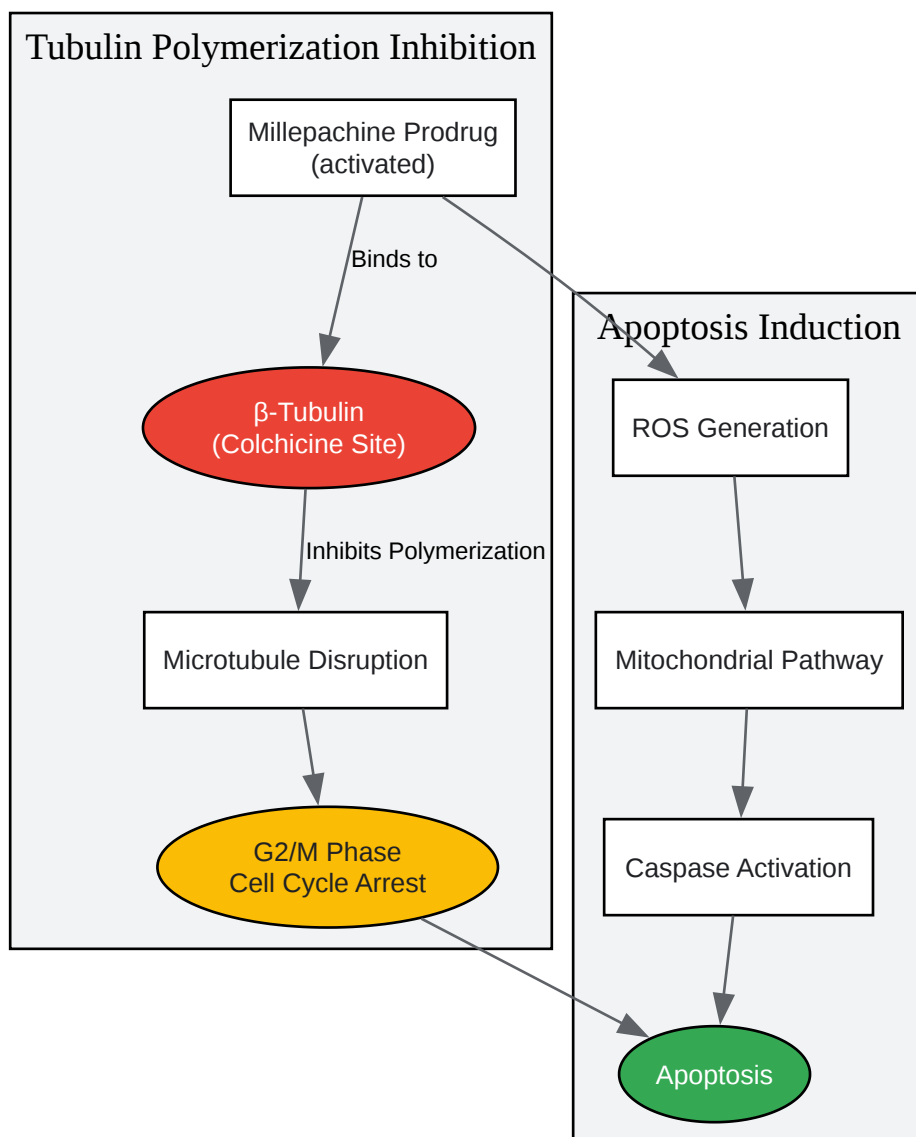 Tubulin Polymerization Inhibition
Millepachine Prodrug
(activated)
Binds to
β-Tubulin
(Colchicine Site)
Inhibits Polymerization
Microtubule Disruption
G2/M Phase
Cell Cycle Arrest
Apoptosis Induction
ROS Generation
Mitochondrial Pathway
Caspase Activation
Apoptosis